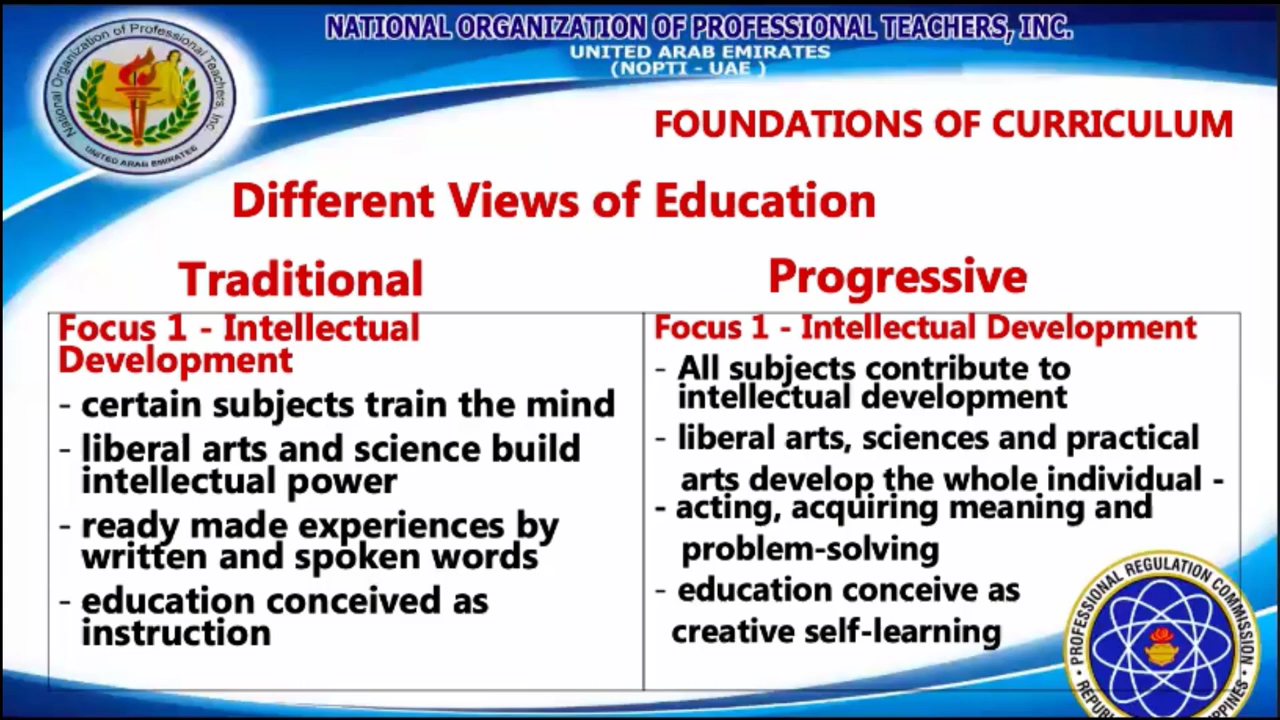 NATIONAL ORGANIZATION OF PROFESSIONAL TEACHERS, INC.
UNITED ARAB EMIRATES
(NOPTI - UAE )
National Organization of Professional Teachers, Inc
UNITED ARAB EMIRATES
FOUNDATIONS OF CURRICULUM
Different Views of Education
Traditional
Focus 1 - Intellectual
Development
- certain subjects train the mind
- liberal arts and science build
intellectual power
- ready made experiences by
written and spoken words
- education conceived as
instruction
Progressive
Focus 1 - Intellectual Development
- All subjects contribute to
intellectual development
- liberal arts, sciences and practical
arts develop the whole individual -
- acting, acquiring meaning and
problem-solving
- education conceive as
creative self-learning
PROFESSIONAL REGULATION COMMISSION